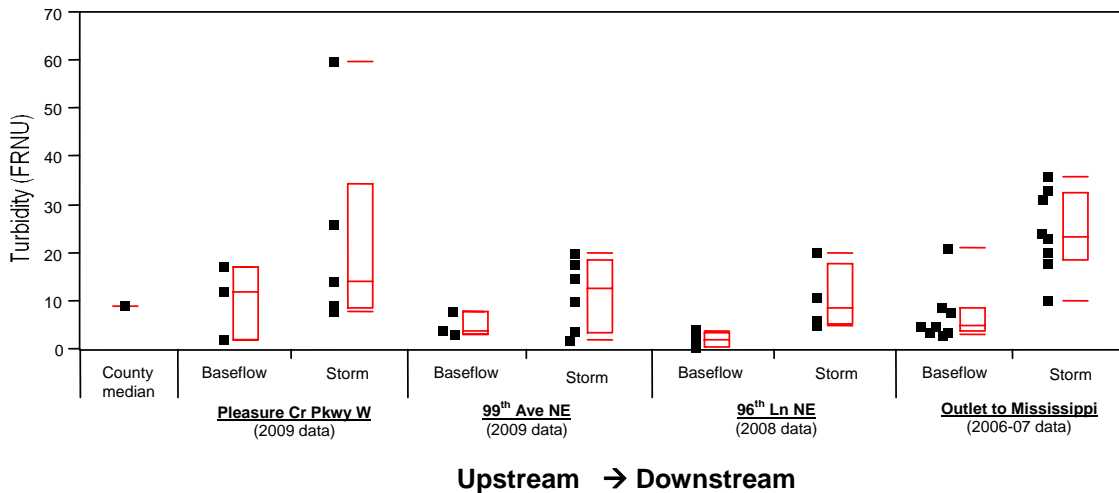 70
60
50
40
30
20
10
0
Turbidity (FRNU)
County median
Baseflow
Storm
Baseflow
Storm
Baseflow
Storm
Baseflow
Storm
Pleasure Cr Pkwy W
(2009 data)
99th Ave NE
(2009 data)
96th Ln NE
(2008 data)
Outlet to Mississippi
(2006-07 data)
Upstream → Downstream